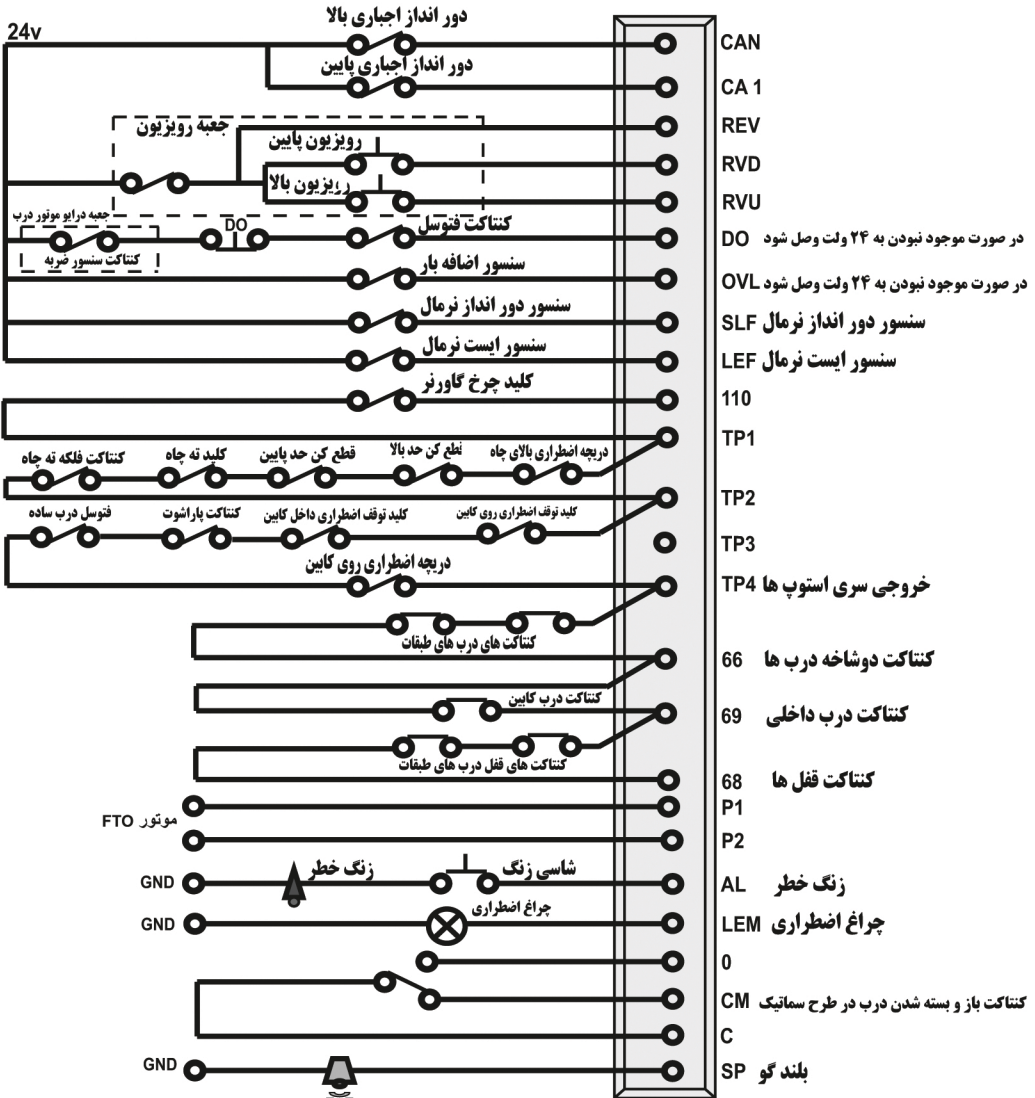 دور انداز اجباری بالا
24v
CAN
دور انداز اجباری پایین
CA 1
جعبه رویزیون
REV
رویزیون پایین
RVD
رویزیون بالا
RVU
جعبه درایو موتور درب
DO
کنتاکت فتوسل
DO در صورت موجود نبودن به ۲۴ ولت وصل شود
کنتاکت سنسور ضربه
سنسور اضافه بار
OVL در صورت موجود نبودن به ۲۴ ولت وصل شود
سنسور دور انداز نرمال
SLF سنسور دور انداز نرمال
سنسور ایست نرمال
LEF سنسور ایست نرمال
کلید چرخ گاورنر
110
TP1
کنتاکت فلکه ته چاه
کلید ته چاه
قطع کن حد پایین
قطع کن حد بالا
دریچه اضطراری بالای چاه
TP2
فتوسل درب ساده
کنتاکت پاراشوت
کلید توقف اضطراری داخل کابین
کلید توقف اضطراری روی کابین
TP3
دریچه اضطراری روی کابین
TP4 خروجی سری استوپ ها
کنتاکت های درب های طبقات
66 کنتاکت دوشاخه درب ها
کنتاکت درب کابین
69 کنتاکت درب داخلی
کنتاکت های قفل درب های طبقات
68 کنتاکت قفل ها
P1
موتور FTO
P2
GND
زنگ خطر
شاسی زنگ
AL زنگ خطر
GND
چراغ اضطراری
LEM چراغ اضطراری
0
CM کنتاکت باز و بسته شدن درب در طرح سماتیک
C
GND
SP بلند گو